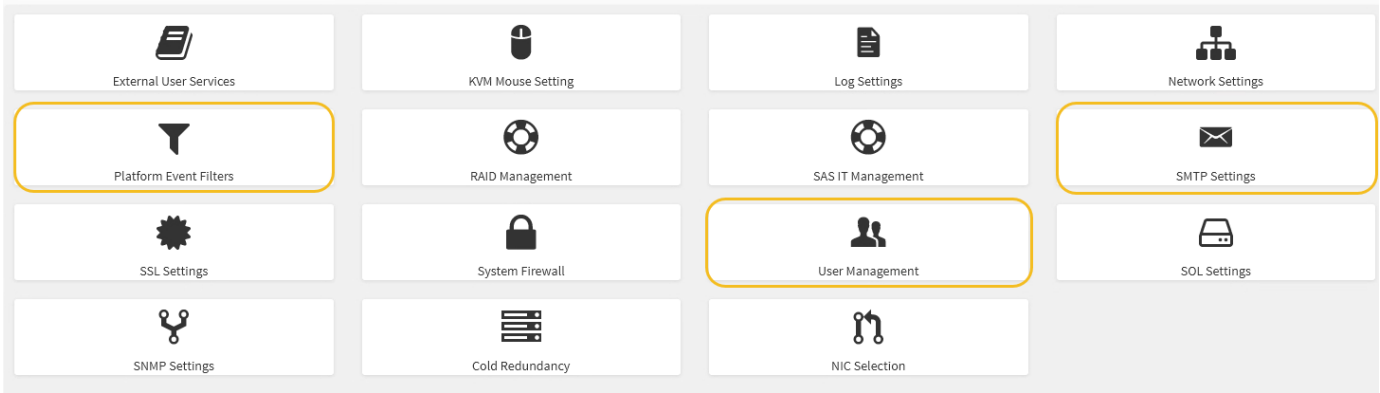 External User Services
KVM Mouse Setting
Log Settings
Network Settings
Platform Event Filters
RAID Management
SAS IT Management
SMTP Settings
SSL Settings
System Firewall
User Management
SOL Settings
SNMP Settings
Cold Redundancy
NIC Selection